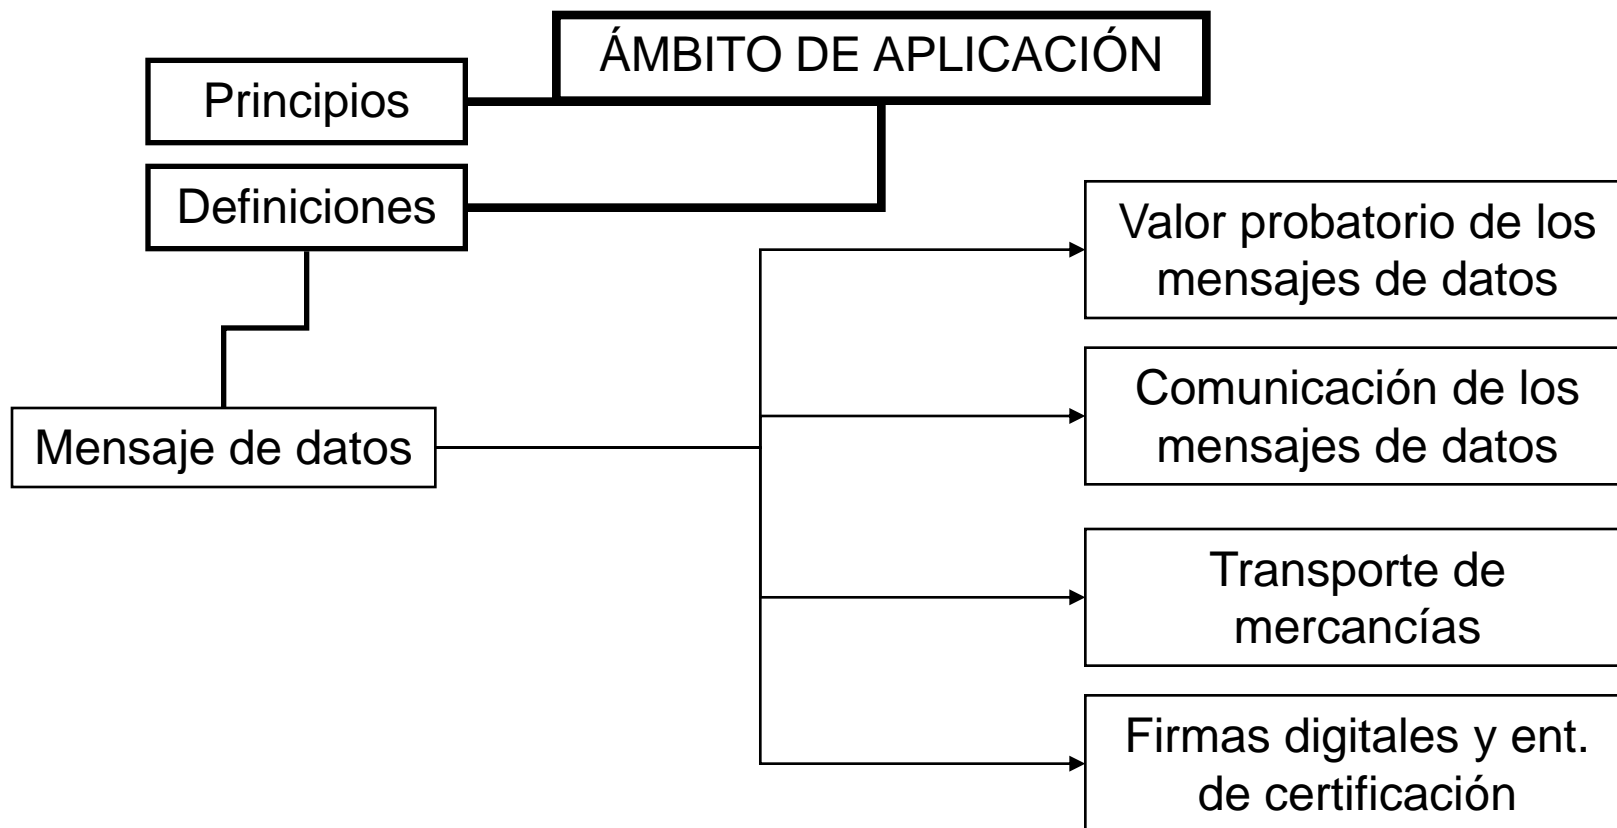 ÁMBITO DE APLICACIÓN
Principios
Definiciones
Mensaje de datos
Valor probatorio de los
mensajes de datos
Comunicación de los
mensajes de datos
Transporte de
mercancías
Firmas digitales y ent.
de certificación